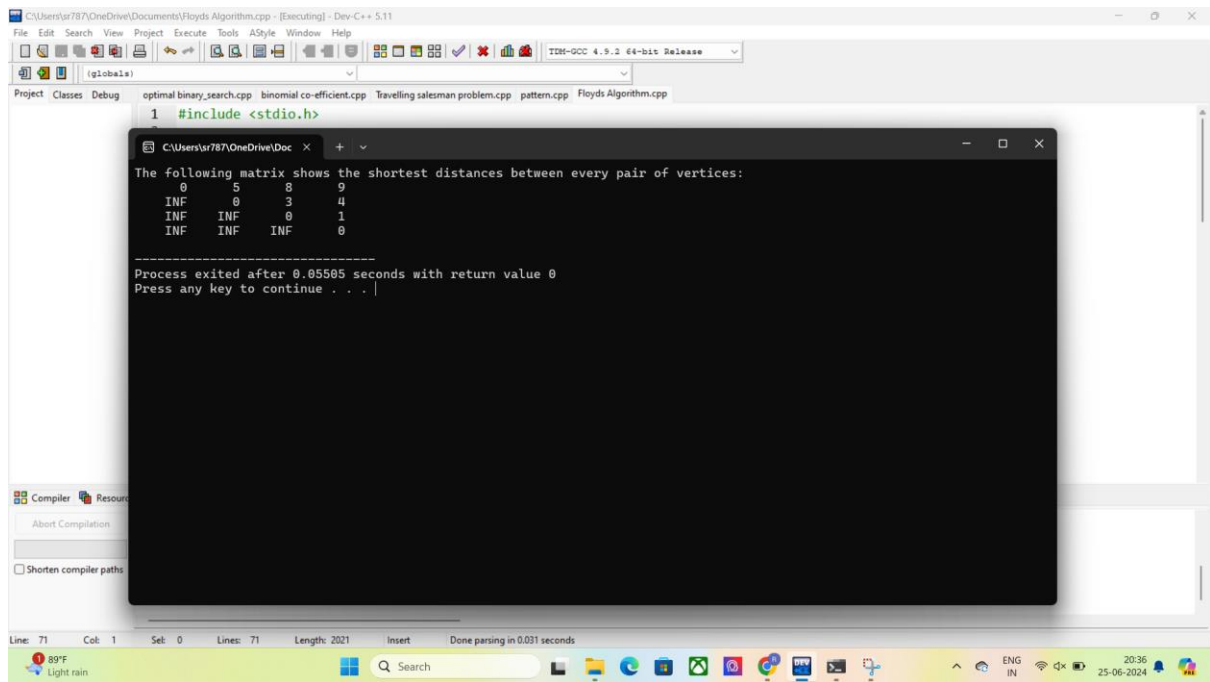 C:\Users\sr787\OneDrive\Documents\Floyds Algorithm.cpp - [Executing] - Dev-C++ 5.11
File Edit Search View Project Execute Tools AStyle Window Help
TDM-GCC 4.9.2 64-bit Release
(globals)
Project Classes Debug optimal binary_search.cpp binomial co-efficient.cpp Travelling salesman problem.cpp pattern.cpp Floyds Algorithm.cpp
1 #include <stdio.h>
C:\Users\sr787\OneDrive\Doc
The following matrix shows the shortest distances between every pair of vertices:
0 5 8 9
INF 0 3 4
INF INF 0 1
INF INF INF 0
--------------------------------
Process exited after 0.05505 seconds with return value 0
Press any key to continue . . .
Compiler Resourc
Abort Compilation
Shorten compiler paths
Line: 71 Col: 1 Sel: 0 Lines: 71 Length: 2021 Insert Done parsing in 0.031 seconds
1 89°F
Light rain
Search
DEV
ENG
IN
20:36
25-06-2024
PRE